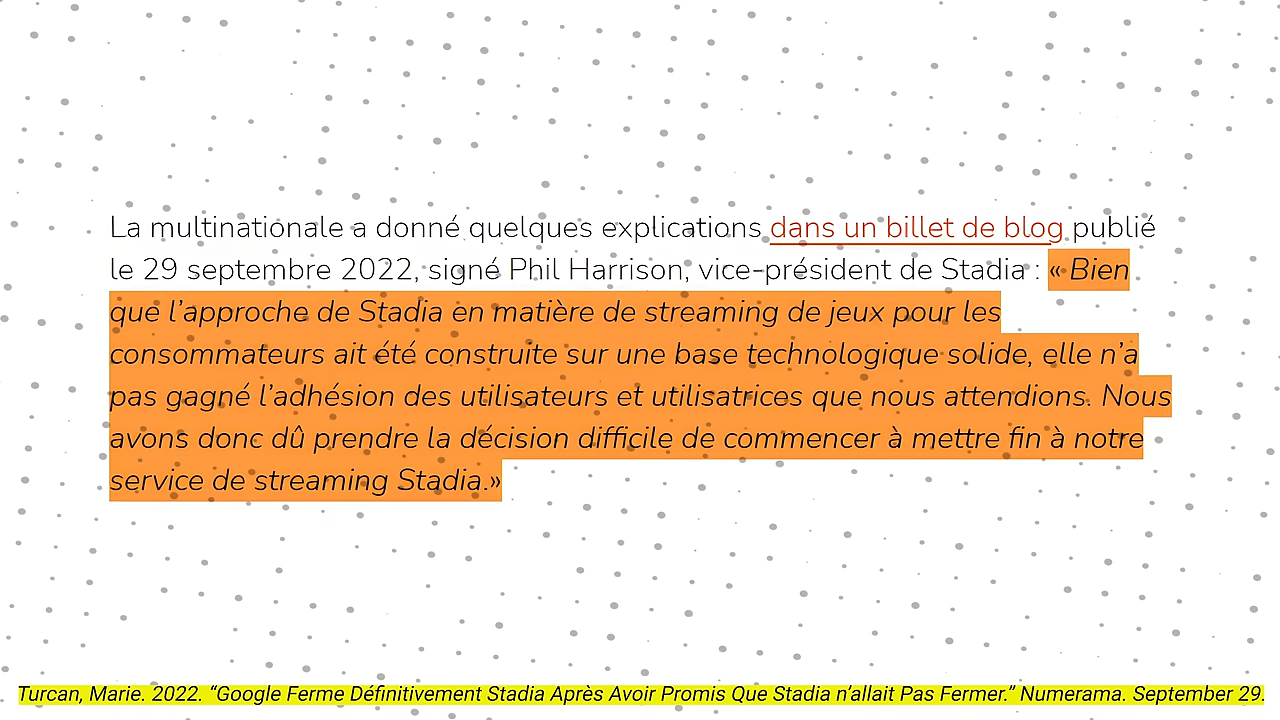 La multinationale a donné quelques explications dans un billet de blog publié
le 29 septembre 2022, signé Phil Harrison, vice-président de Stadia : « Bien
que l’approche de Stadia en matière de streaming de jeux pour les
consommateurs ait été construite sur une base technologique solide, elle n’a
pas gagné l’adhésion des utilisateurs et utilisatrices que nous attendions. Nous
avons donc dû prendre la décision difficile de commencer à mettre fin à notre
service de streaming Stadia.»
Turcan, Marie. 2022. “Google Ferme Définitivement Stadia Après Avoir Promis Que Stadia n’allait Pas Fermer.” Numerama. September 29.